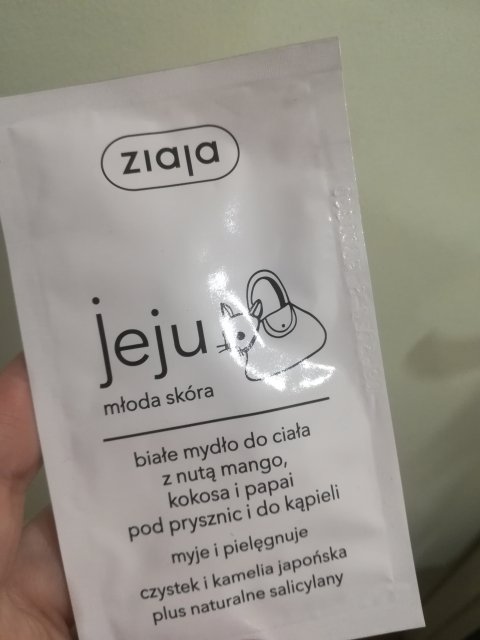 ziaja
jeju
młoda skóra
białe mydło do ciała
z nutą mango,
kokosa i papai
pod prysznic i do kąpieli
myje i pielęgnuje
czystek i kamelia japońska
plus naturalne salicylany